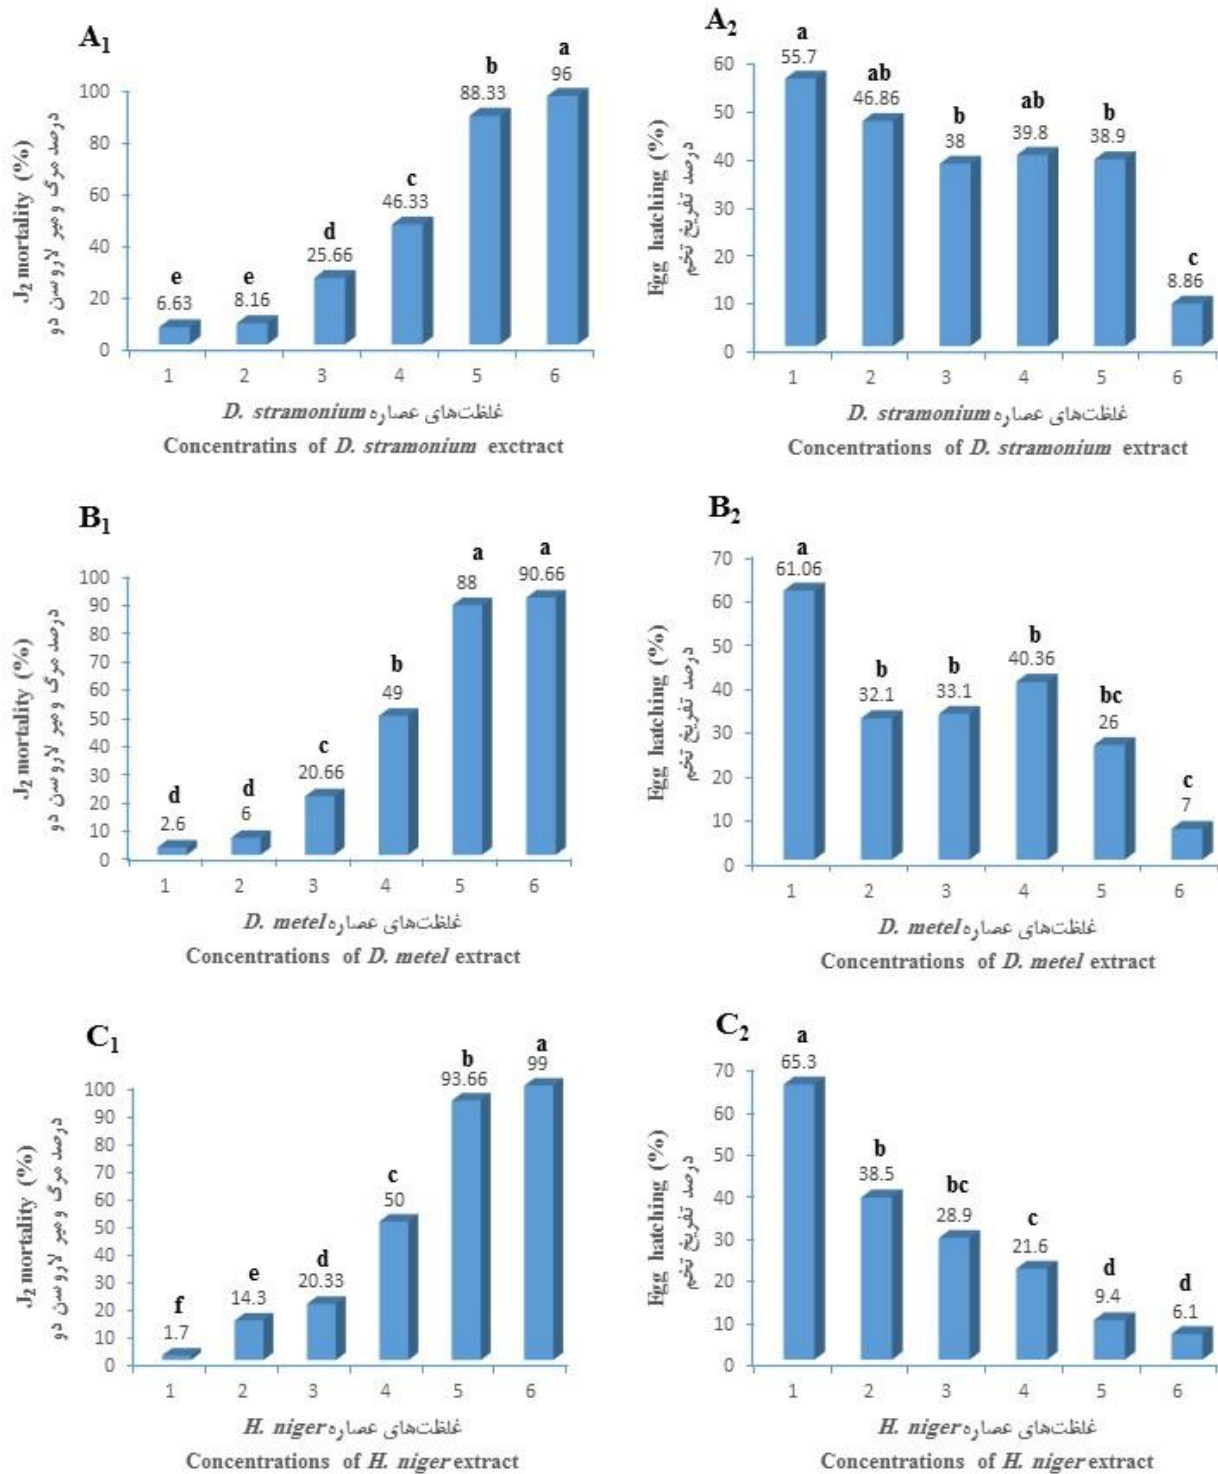 A1
J2 mortality (%)
درصد مرگ و میر لاروسن دو
100
80
60
40
20
0
e
6.63
e
8.16
d
25.66
c
46.33
b
88.33
a
96
1 2 3 4 5 6
غلظت‌های عصاره D. stramonium
Concentratins of D. stramonium exctract
A2
Egg hatching (%)
درصد تفریخ تخم
60
50
40
30
20
10
0
a
55.7
ab
46.86
b
38
ab
39.8
b
38.9
c
8.86
1 2 3 4 5 6
غلظت‌های عصاره D. stramonium
Concentrations of D. stramonium extract
B1
J2 mortality (%)
درصد مرگ و میر لاروسن دو
100
90
80
70
60
50
40
30
20
10
0
d
2.6
d
6
c
20.66
b
49
a
88
a
90.66
1 2 3 4 5 6
غلظت‌های عصاره D. metel
Concentrations of D. metel extract
B2
Egg hatching (%)
درصد تفریخ تخم
70
60
50
40
30
20
10
0
a
61.06
b
32.1
b
33.1
b
40.36
bc
26
c
7
1 2 3 4 5 6
غلظت‌های عصاره D. metel
Concentrations of D. metel extract
C1
J2 mortality (%)
درصد مرگ و میر لاروسن دو
100
90
80
70
60
50
40
30
20
10
0
f
1.7
e
14.3
d
20.33
c
50
b
93.66
a
99
1 2 3 4 5 6
غلظت‌های عصاره H. niger
Concentrations of H. niger extract
C2
Egg hatching (%)
درصد تفریخ تخم
70
60
50
40
30
20
10
0
a
65.3
b
38.5
bc
28.9
c
21.6
d
9.4
d
6.1
1 2 3 4 5 6
غلظت‌های عصاره H. niger
Concentrations of H. niger extract